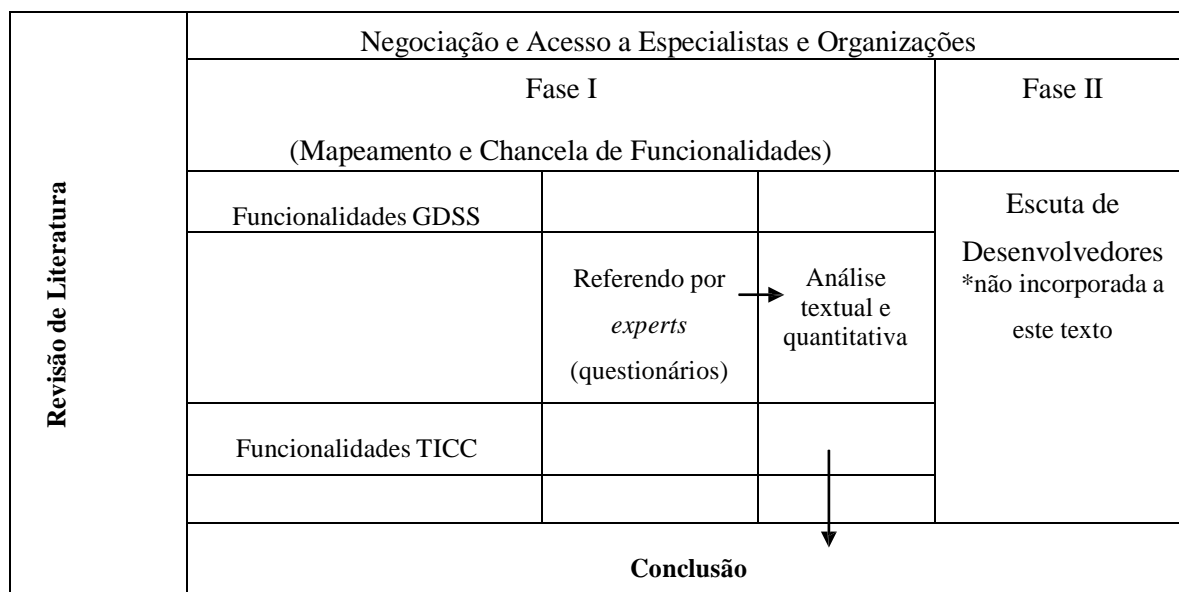 Revisão de Literatura
Negociação e Acesso a Especialistas e Organizações
Fase I
(Mapeamento e Chancela de Funcionalidades)
Fase II
Funcionalidades GDSS
Referendo por
experts
(questionários)
Análise
textual e
quantitativa
Escuta de
Desenvolvedores
*não incorporada a
este texto
Funcionalidades TICC
Conclusão